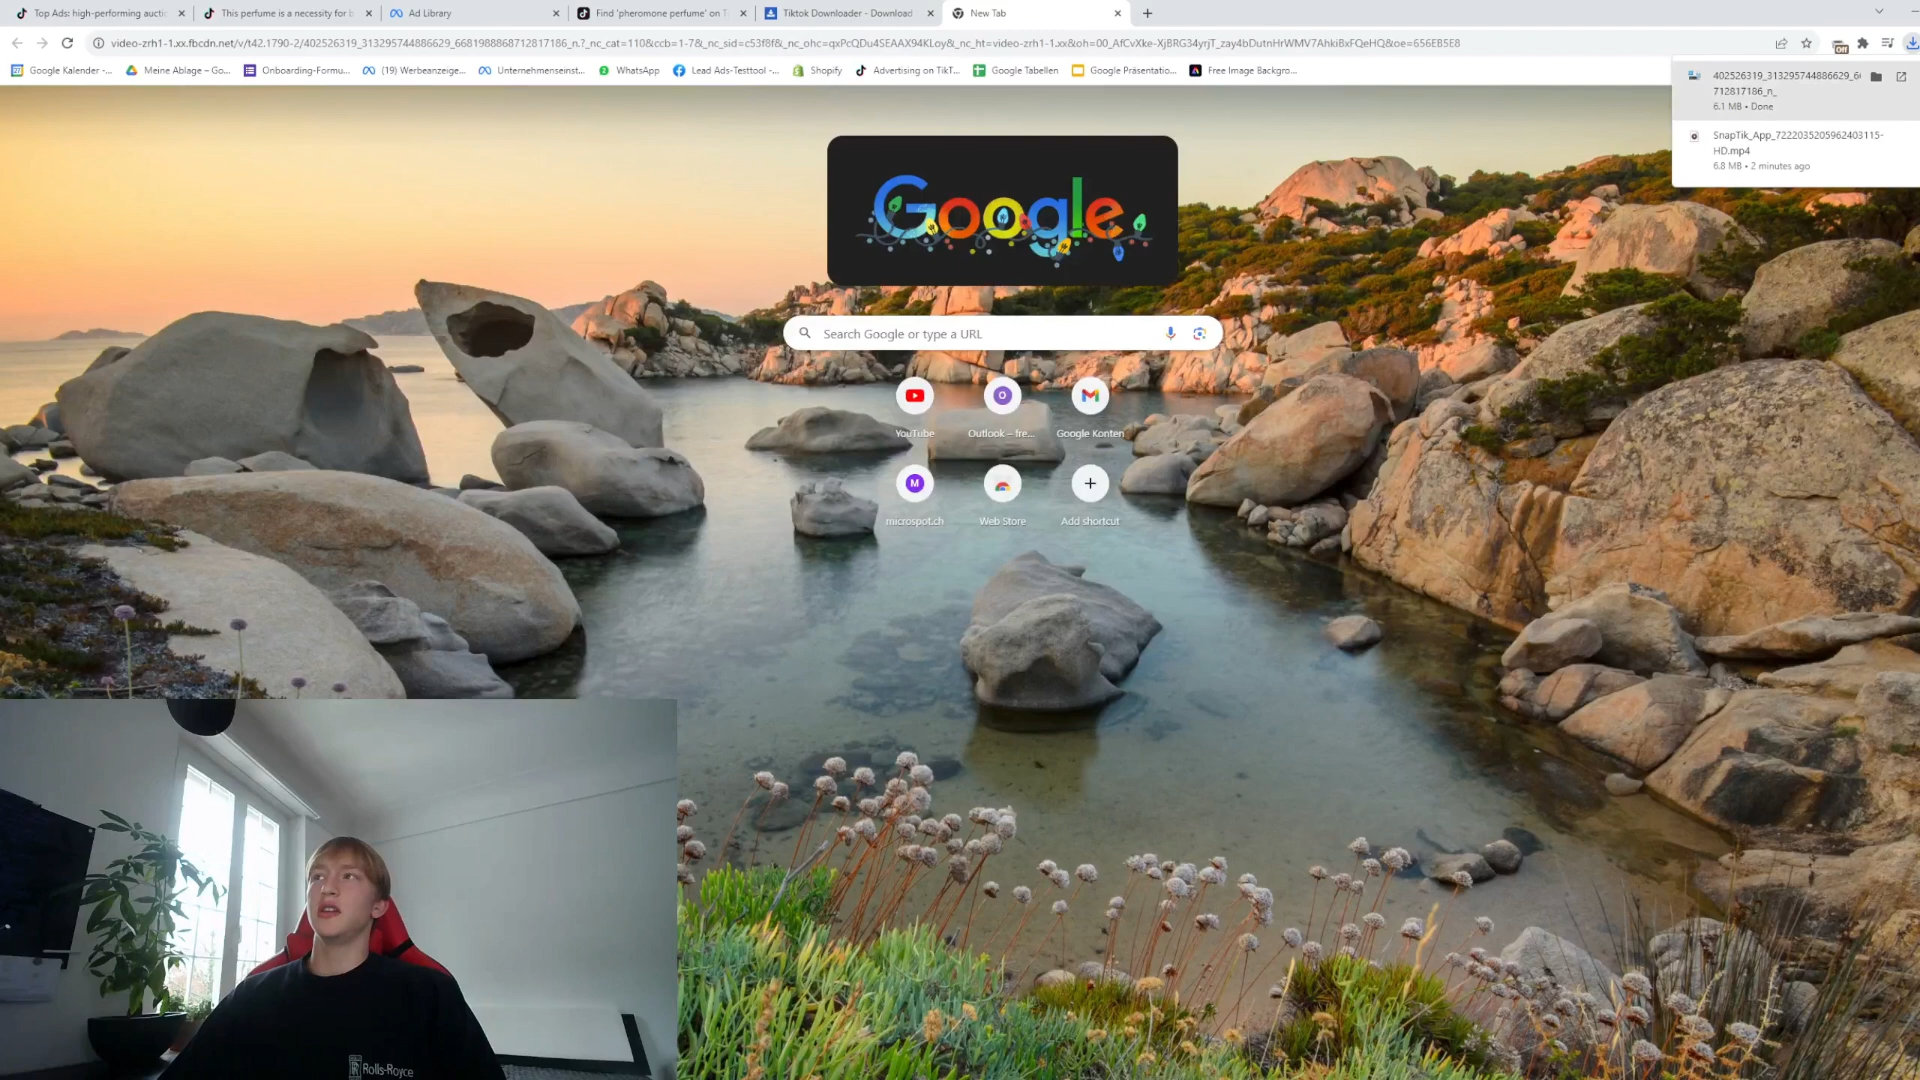 Top Ads: high-performing aucti
This perfume is a necessity for b
Ad Library
Find 'pheromone perfume' on T
Tiktok Downloader - Download
New Tab
video-zrh1-1.xx.fbcdn.net/v/t42.1790-2/402526319_313295744886629_6681988868712817186_n.?_nc_cat=110&ccb=1-7&_nc_sid=c53f8f&_nc_ohc=qxPcQDu4SEAAX94KLoy&_nc_ht=video-zrh1-1.xx&oh=00_AfCvXke-XjBRG34yrjT_zay4bDutnHrWMV7AhkiBxFQeHQ&oe=656EB5E8
Off
Google Kalender -...
Meine Ablage – Go...
Onboarding-Formu...
(19) Werbeanzeige...
Unternehmenseinst...
WhatsApp
Lead Ads-Testtool -...
Shopify
Advertising on TikT...
Google Tabellen
Google Präsentatio...
Free Image Backgro...
402526319_313295744886629_6
712817186_n_
6.1 MB • Done
SnapTik_App_7222035205962403115-
HD.mp4
6.8 MB • 2 minutes ago
Google
Search Google or type a URL
YouTube
O
Outlook – fre...
Google Konten
M
microspot.ch
Web Store
Add shortcut
Rolls-Royce